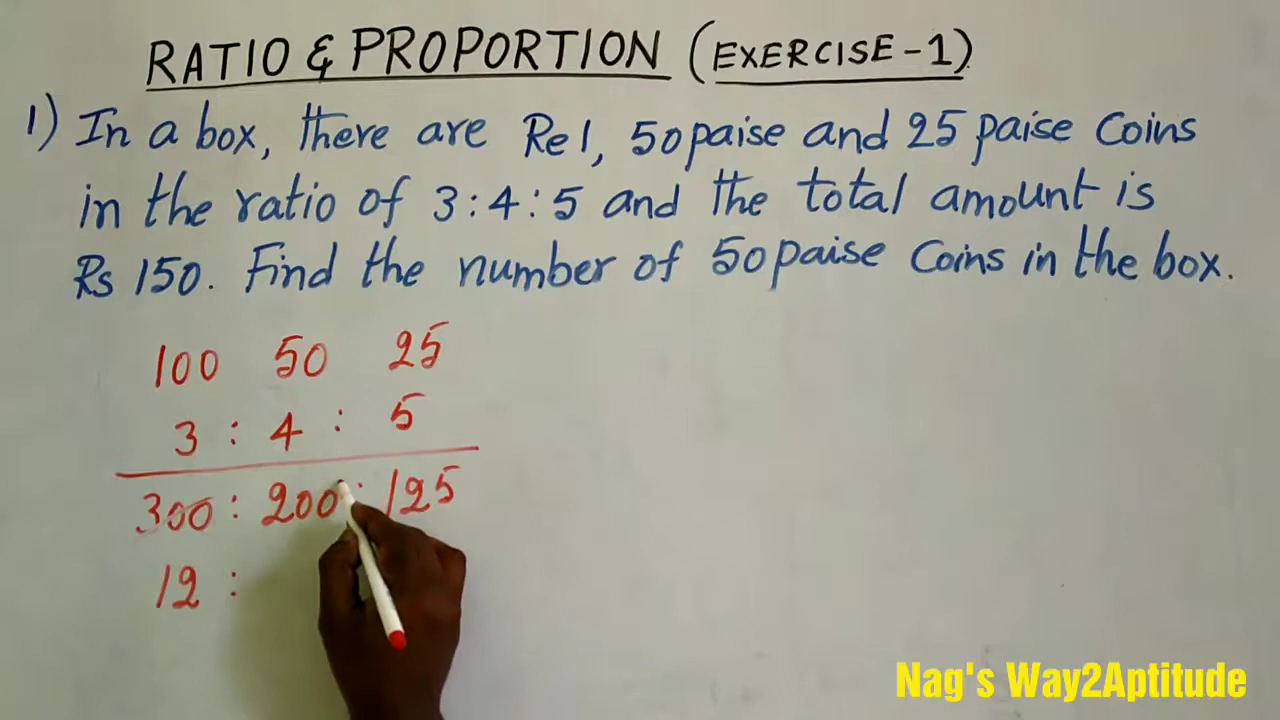 RATIO & PROPORTION (EXERCISE-1)
1) In a box, there are Re1, 50paise and 25 paise Coins
in the ratio of 3:4:5 and the total amount is
Rs 150. Find the number of 50paise Coins in the box.
100 50 25
3 : 4 : 5
300 : 200 : 125
12 :
Nag's Way2Aptitude